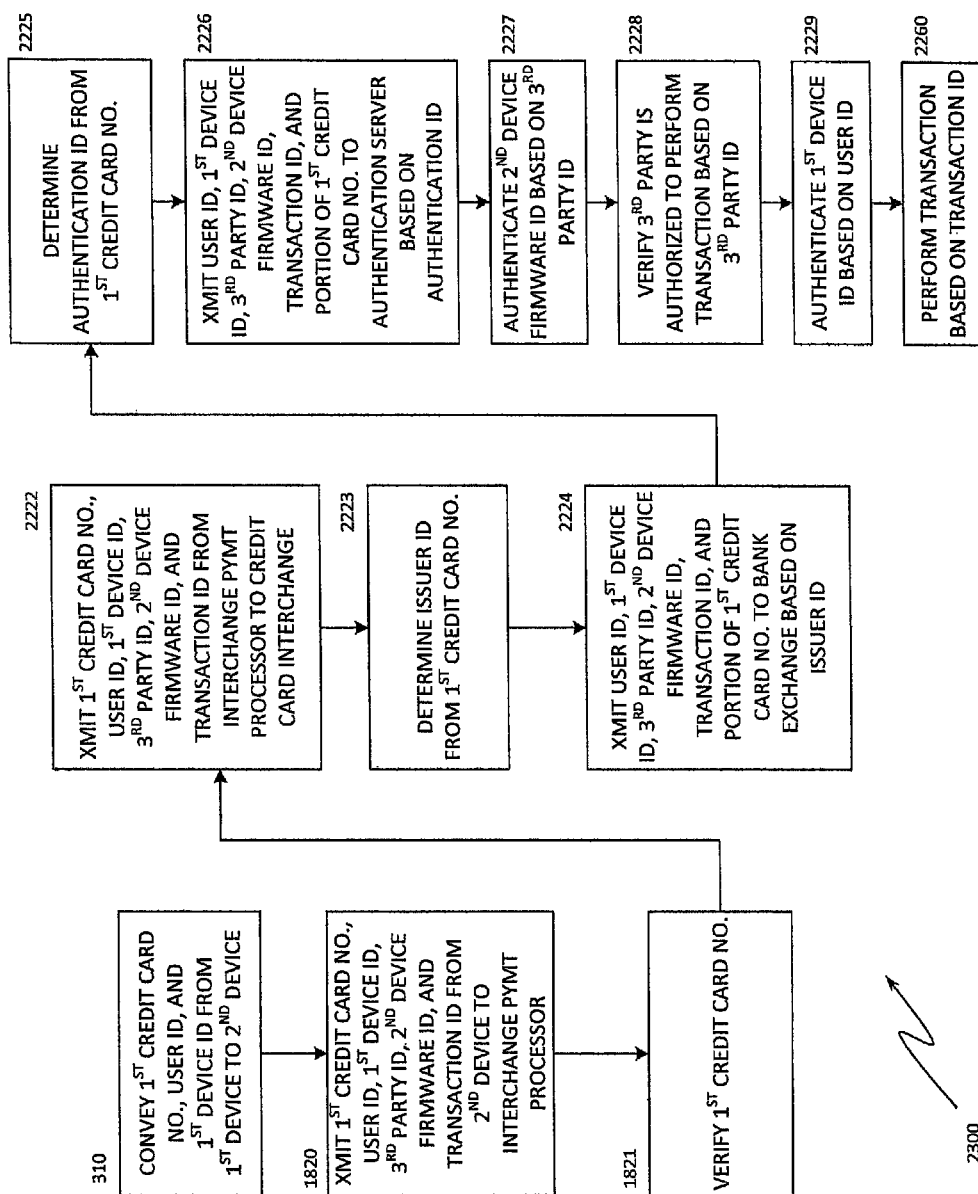 310
CONVEY 1ST CREDIT CARD
NO., USER ID, AND
1ST DEVICE ID FROM
1ST DEVICE TO 2ND DEVICE
1820
XMIT 1ST CREDIT CARD NO.,
USER ID, 1ST DEVICE ID,
3RD PARTY ID, 2ND DEVICE
FIRMWARE ID, AND
TRANSACTION ID FROM
2ND DEVICE TO
INTERCHANGE PYMT
PROCESSOR
1821
VERIFY 1ST CREDIT CARD NO.
2222
XMIT 1ST CREDIT CARD NO.,
USER ID, 1ST DEVICE ID,
3RD PARTY ID, 2ND DEVICE
FIRMWARE ID, AND
TRANSACTION ID FROM
INTERCHANGE PYMT
PROCESSOR TO CREDIT
CARD INTERCHANGE
2223
DETERMINE ISSUER ID
FROM 1ST CREDIT CARD NO.
2224
XMIT USER ID, 1ST DEVICE
ID, 3RD PARTY ID, 2ND DEVICE
FIRMWARE ID,
TRANSACTION ID, AND
PORTION OF 1ST CREDIT
CARD NO. TO BANK
EXCHANGE BASED ON
ISSUER ID
2225
DETERMINE
AUTHENTICATION ID FROM
1ST CREDIT CARD NO.
2226
XMIT USER ID, 1ST DEVICE
ID, 3RD PARTY ID, 2ND DEVICE
FIRMWARE ID,
TRANSACTION ID, AND
PORTION OF 1ST CREDIT
CARD NO. TO
AUTHENTICATION SERVER
BASED ON
AUTHENTICATION ID
2227
AUTHENTICATE 2ND DEVICE
FIRMWARE ID BASED ON 3RD
PARTY ID
2228
VERIFY 3RD PARTY IS
AUTHORIZED TO PERFORM
TRANSACTION BASED ON
3RD PARTY ID
2229
AUTHENTICATE 1ST DEVICE
ID BASED ON USER ID
2260
PERFORM TRANSACTION
BASED ON TRANSACTION ID
2300